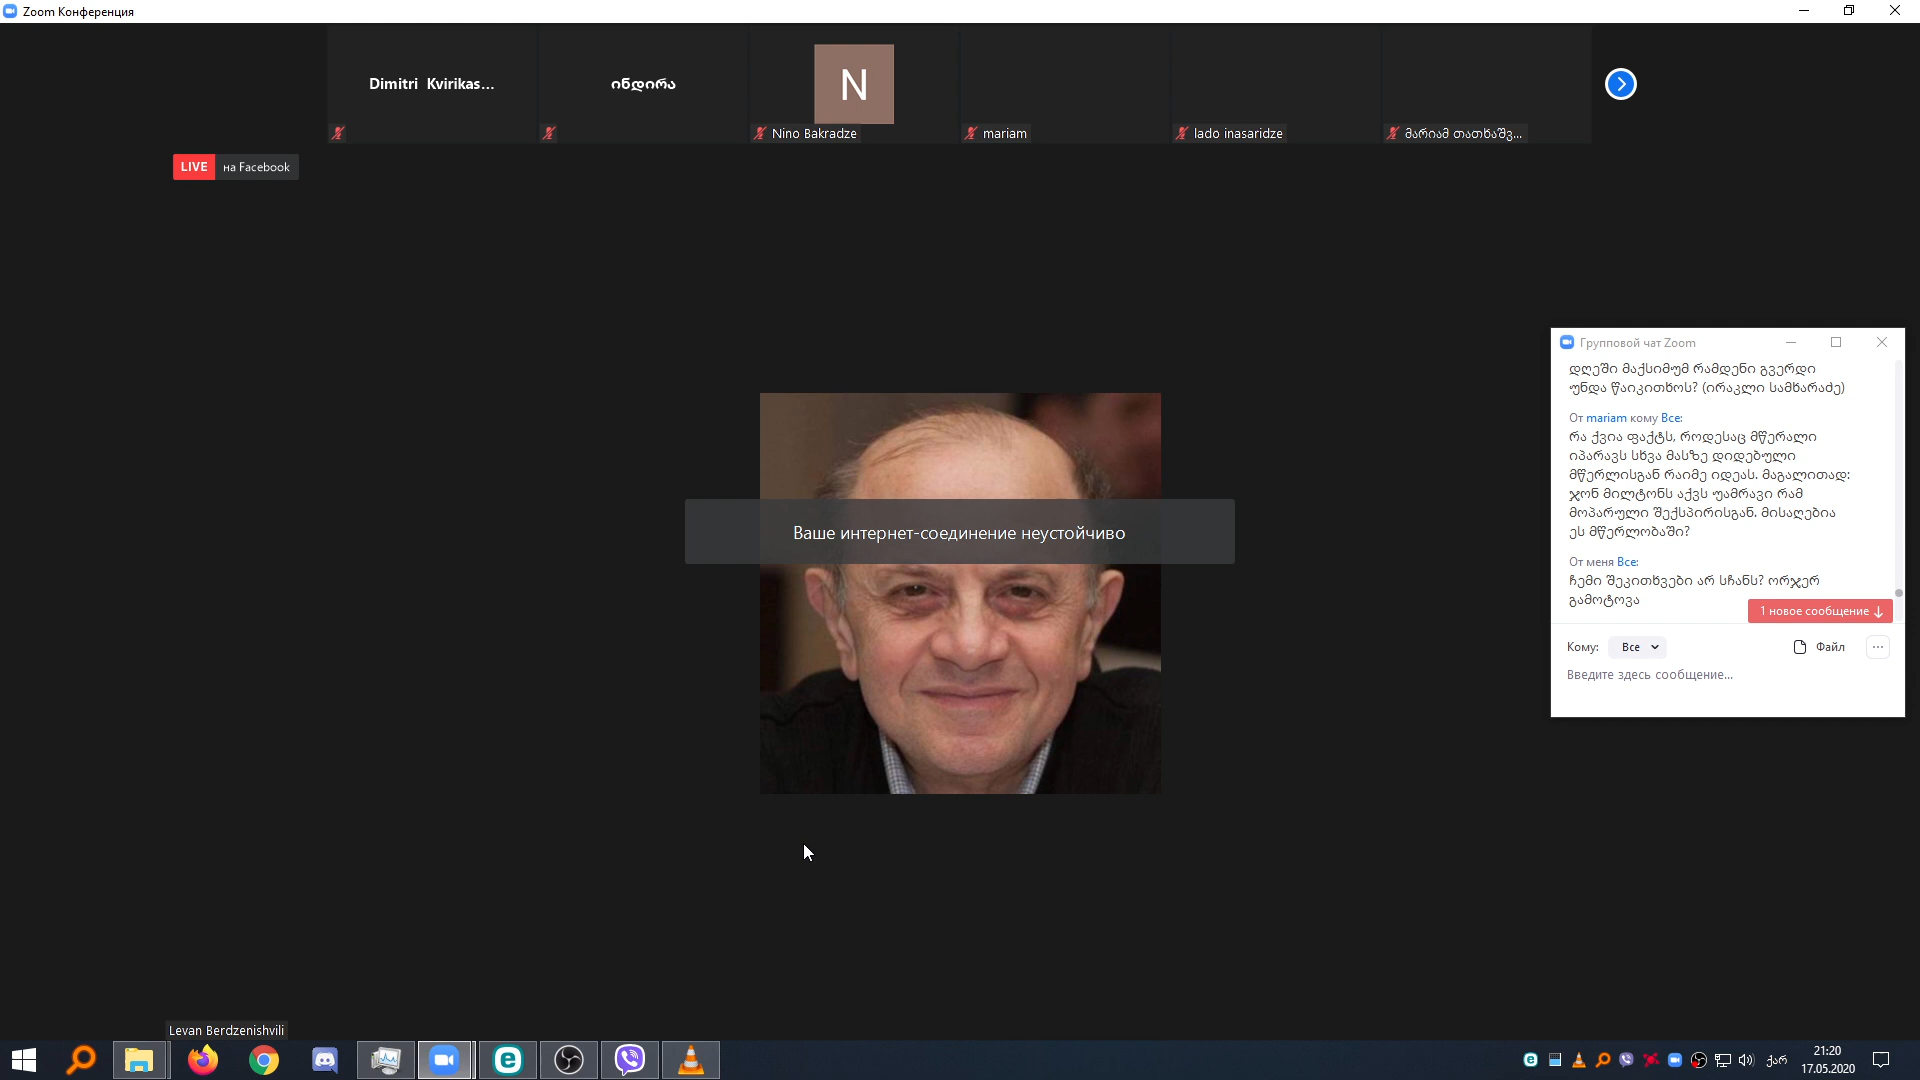 Zoom Конференция
Dimitri Kvirikas...
ინდირა
N
Nino Bakradze
mariam
lado inasaridze
მარიამ თათხაშვ...
LIVE на Facebook
Ваше интернет-соединение неустойчиво
Групповой чат Zoom
დღეში მაქსიმუმ რამდენი გვერდი
უნდა წაიკითხოს? (ირაკლი სამხარაძე)
От mariam кому Все:
რა ქვია ფაქტს, როდესაც მწერალი
იპარავს სხვა მასზე დიდებული
მწერლისგან რაიმე იდეას. მაგალითად:
ჯონ მილტონს აქვს უამრავი რამ
მოპარული შექსპირისგან. მისაღებია
ეს მწერლობაში?
От меня Все:
ჩემი შეკითხვები არ სჩანს? ორჯერ
გამოტოვა
1 новое сообщение
Кому: Все
Файл
Введите здесь сообщение...
Levan Berdzenishvili
ქარ
21:20
17.05.2020